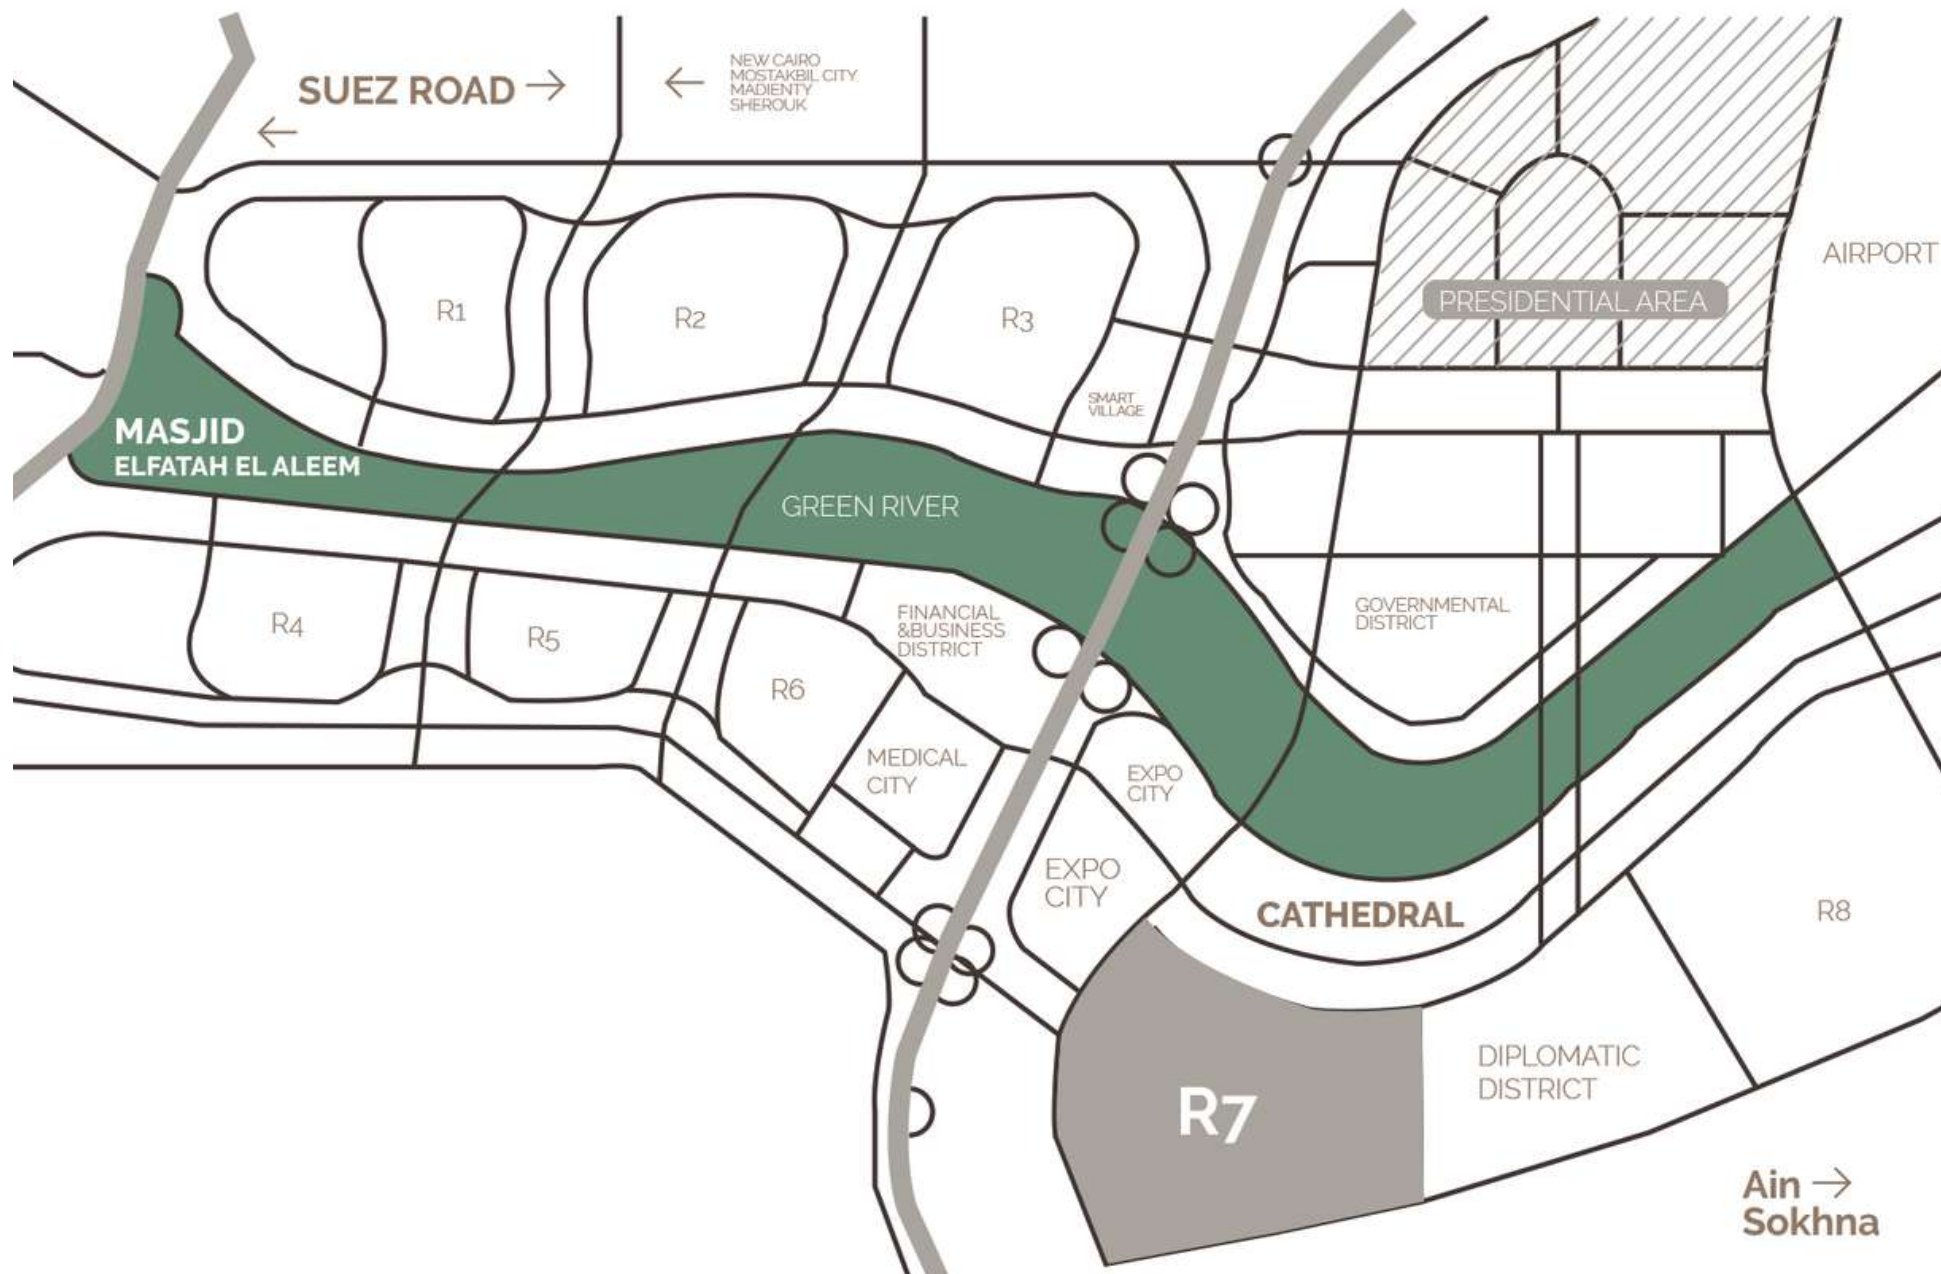 SUEZ ROAD
NEW CAIRO
MOSTAKBIL CITY
MADIENTY
SHEROUK
AIRPORT
PRESIDENTIAL AREA
R1
R2
R3
SMART
VILLAGE
MASJID
ELFATAH EL ALEEM
GREEN RIVER
R4
R5
R6
FINANCIAL
&BUSINESS
DISTRICT
GOVERNMENTAL
DISTRICT
MEDICAL
CITY
EXPO
CITY
EXPO
CITY
CATHEDRAL
R8
R7
DIPLOMATIC
DISTRICT
Ain
Sokhna